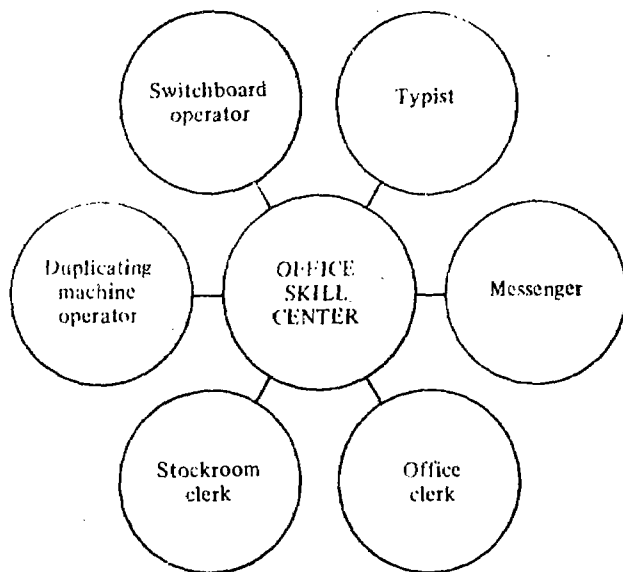 Switchboard
operator
Typist
Duplicating
machine
operator
OFFICE
SKILL
CENTER
Messenger
Stockroom
clerk
Office
clerk